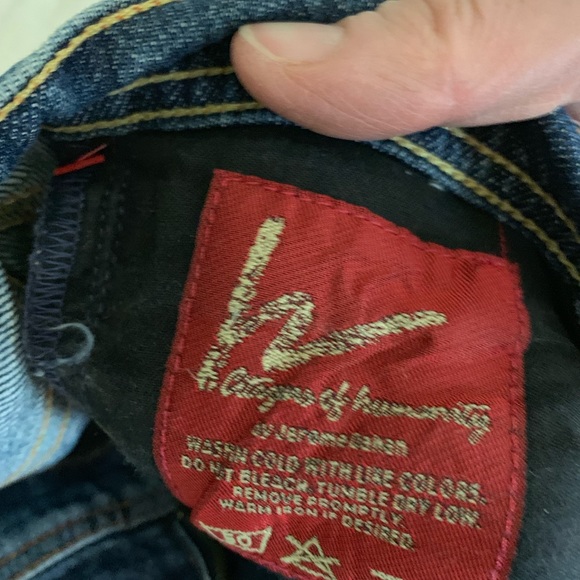 citizens of humanity
BY JEROME DAHAN
WASH COLD WITH LIKE COLORS.
DO NOT BLEACH. TUMBLE DRY LOW.
REMOVE PROMPTLY.
WARM IRON IF DESIRED.